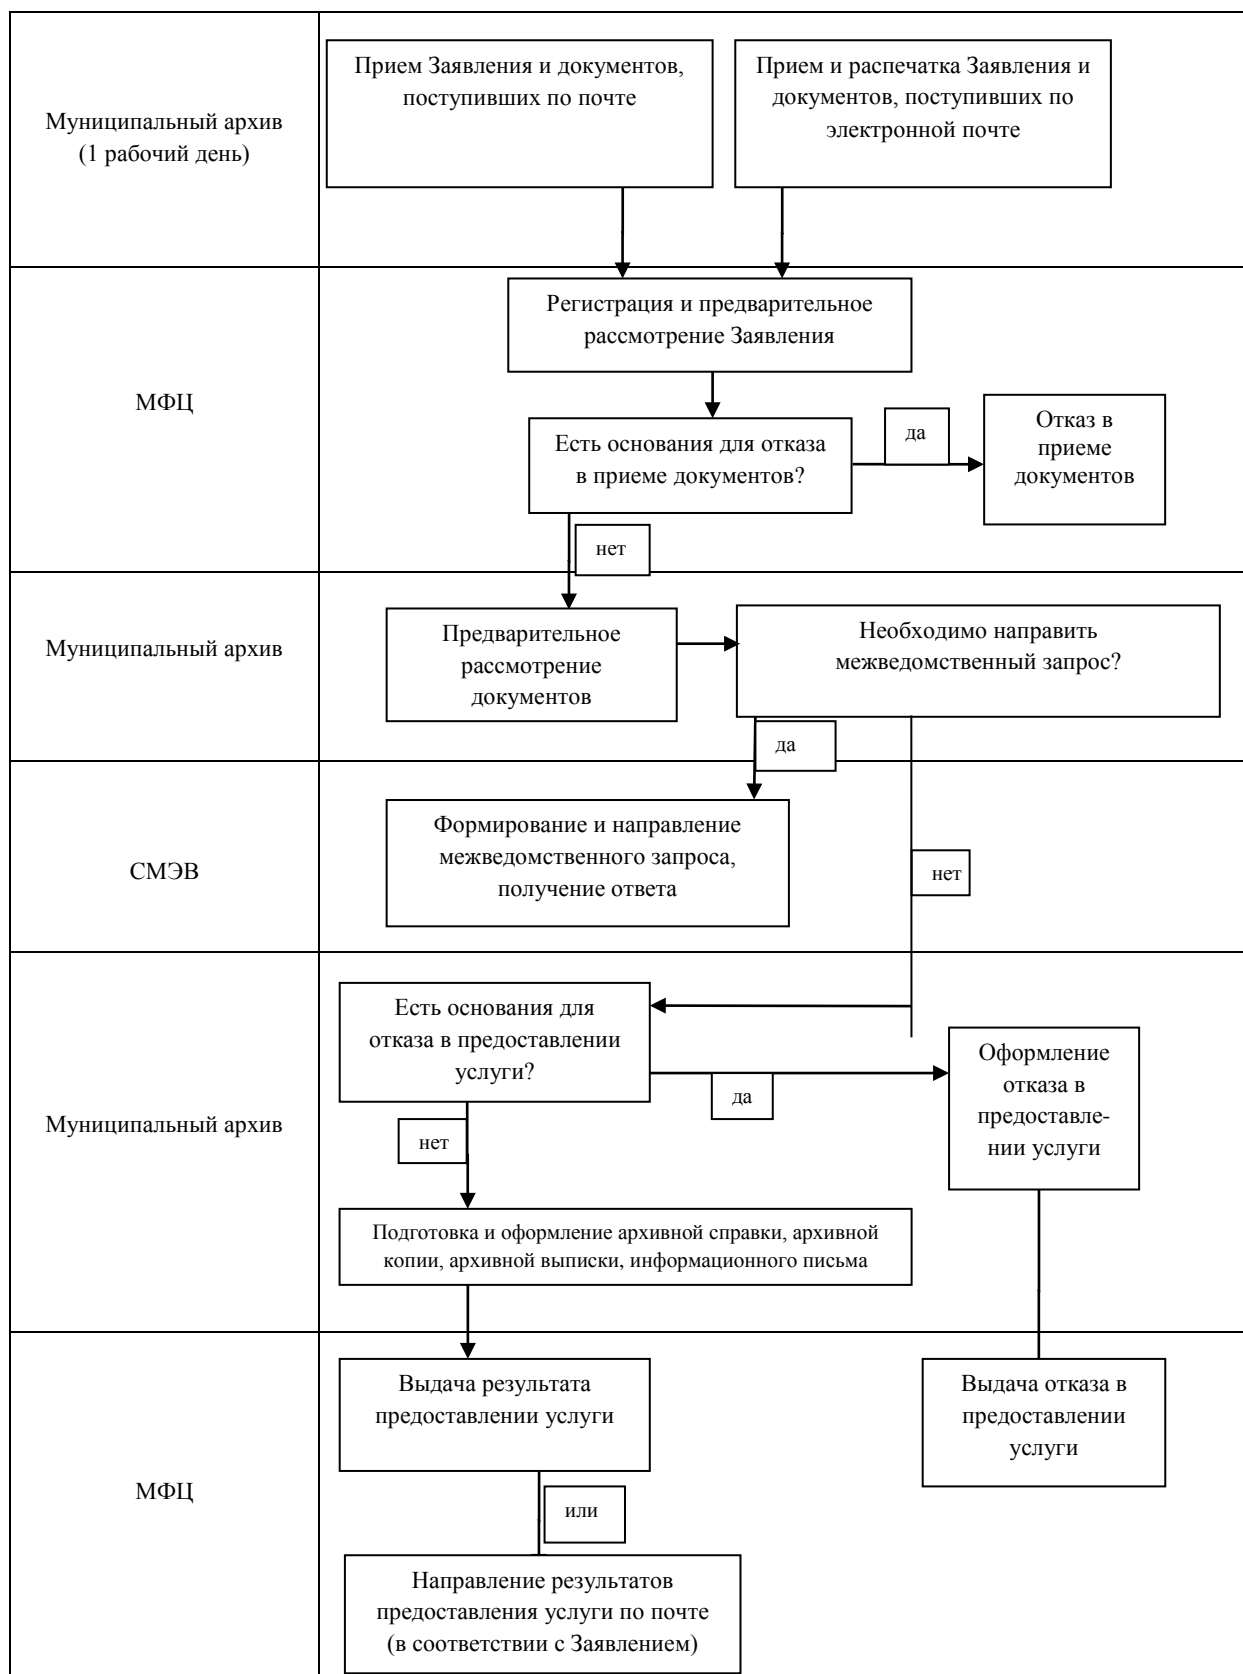 Прием Заявления и документов,
поступивших по почте
Прием и распечатка Заявления и
документов, поступивших по
электронной почте
Муниципальный архив
(1 рабочий день)
Регистрация и предварительное
рассмотрение Заявления
МФЦ
Есть основания для отказа
в приеме документов?
да
Отказ в
приеме
документов
нет
Муниципальный архив
Предварительное
рассмотрение
документов
Необходимо направить
межведомственный запрос?
да
СМЭВ
Формирование и направление
межведомственного запроса,
получение ответа
нет
Муниципальный архив
Есть основания для
отказа в предоставлении
услуги?
да
Оформление
отказа в
предоставле-
нии услуги
нет
Подготовка и оформление архивной справки, архивной
копии, архивной выписки, информационного письма
МФЦ
Выдача результата
предоставлении услуги
Выдача отказа в
предоставлении
услуги
или
Направление результатов
предоставления услуги по почте
(в соответствии с Заявлением)